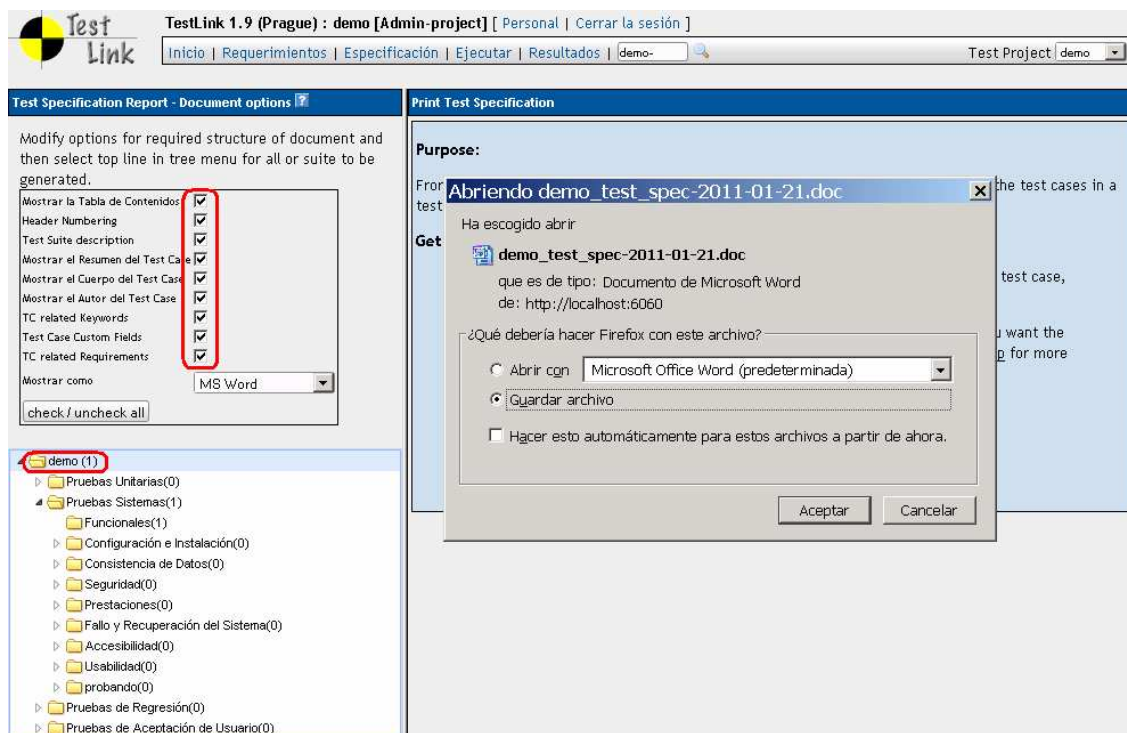 Test
Link
TestLink 1.9 (Prague) : demo [Admin-project] [ Personal | Cerrar la sesión ]
Inicio | Requerimientos | Especificación | Ejecutar | Resultados | demo-
Test Project demo
Test Specification Report - Document options ?
Modify options for required structure of document and
then select top line in tree menu for all or suite to be
generated.
Mostrar la Tabla de Contenidos
Header Numbering
Test Suite description
Mostrar el Resumen del Test Case
Mostrar el Cuerpo del Test Case
Mostrar el Autor del Test Case
TC related Keywords
Test Case Custom Fields
TC related Requirements
Mostrar como MS Word
check / uncheck all
demo (1)
Pruebas Unitarias(0)
Pruebas Sistemas(1)
Funcionales(1)
Configuración e Instalación(0)
Consistencia de Datos(0)
Seguridad(0)
Prestaciones(0)
Fallo y Recuperación del Sistema(0)
Accesibilidad(0)
Usabilidad(0)
probando(0)
Pruebas de Regresión(0)
Pruebas de Aceptación de Usuario(0)
Print Test Specification
Purpose:
the test cases in a
test
Get
test case,
want the
for more
Abriendo demo_test_spec-2011-01-21.doc
Ha escogido abrir
demo_test_spec-2011-01-21.doc
que es de tipo: Documento de Microsoft Word
de: http://localhost:6060
¿Qué debería hacer Firefox con este archivo?
Abrir con Microsoft Office Word (predeterminada)
Guardar archivo
Hacer esto automáticamente para estos archivos a partir de ahora.
Aceptar Cancelar